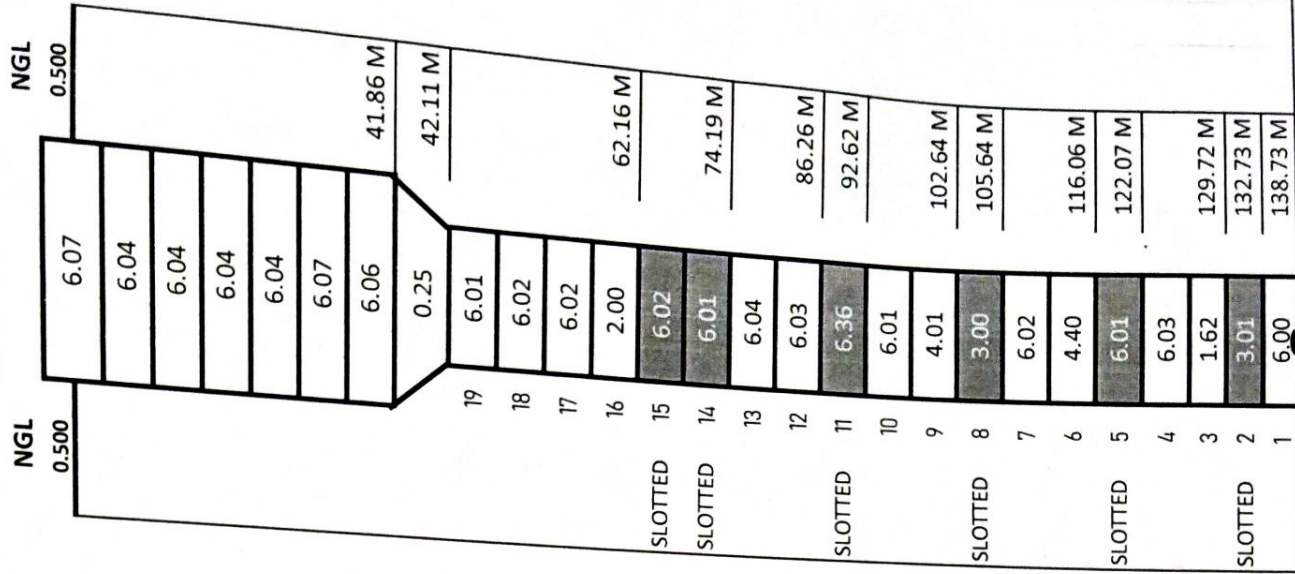 NGL NGL
0.500 0.500
6.07
6.04
6.04
6.04
6.04
6.07
6.06
41.86 M
0.25
42.11 M
19 6.01
18 6.02
17 6.02
16 2.00
62.16 M
SLOTTED 15 6.02
SLOTTED 14 6.01
74.19 M
13 6.04
12 6.03
86.26 M
SLOTTED 11 6.36
92.62 M
10 6.01
9 4.01
102.64 M
SLOTTED 8 3.00
105.64 M
7 6.02
6 4.40
116.06 M
SLOTTED 5 6.01
122.07 M
4 6.03
3 1.62
129.72 M
SLOTTED 2 3.01
132.73 M
1 6.00
138.73 M